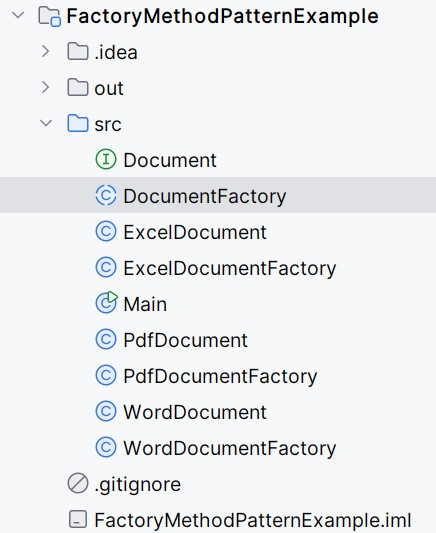 FactoryMethodPatternExample
.idea
out
src
Document
DocumentFactory
ExcelDocument
ExcelDocumentFactory
Main
PdfDocument
PdfDocumentFactory
WordDocument
WordDocumentFactory
.gitignore
FactoryMethodPatternExample.iml